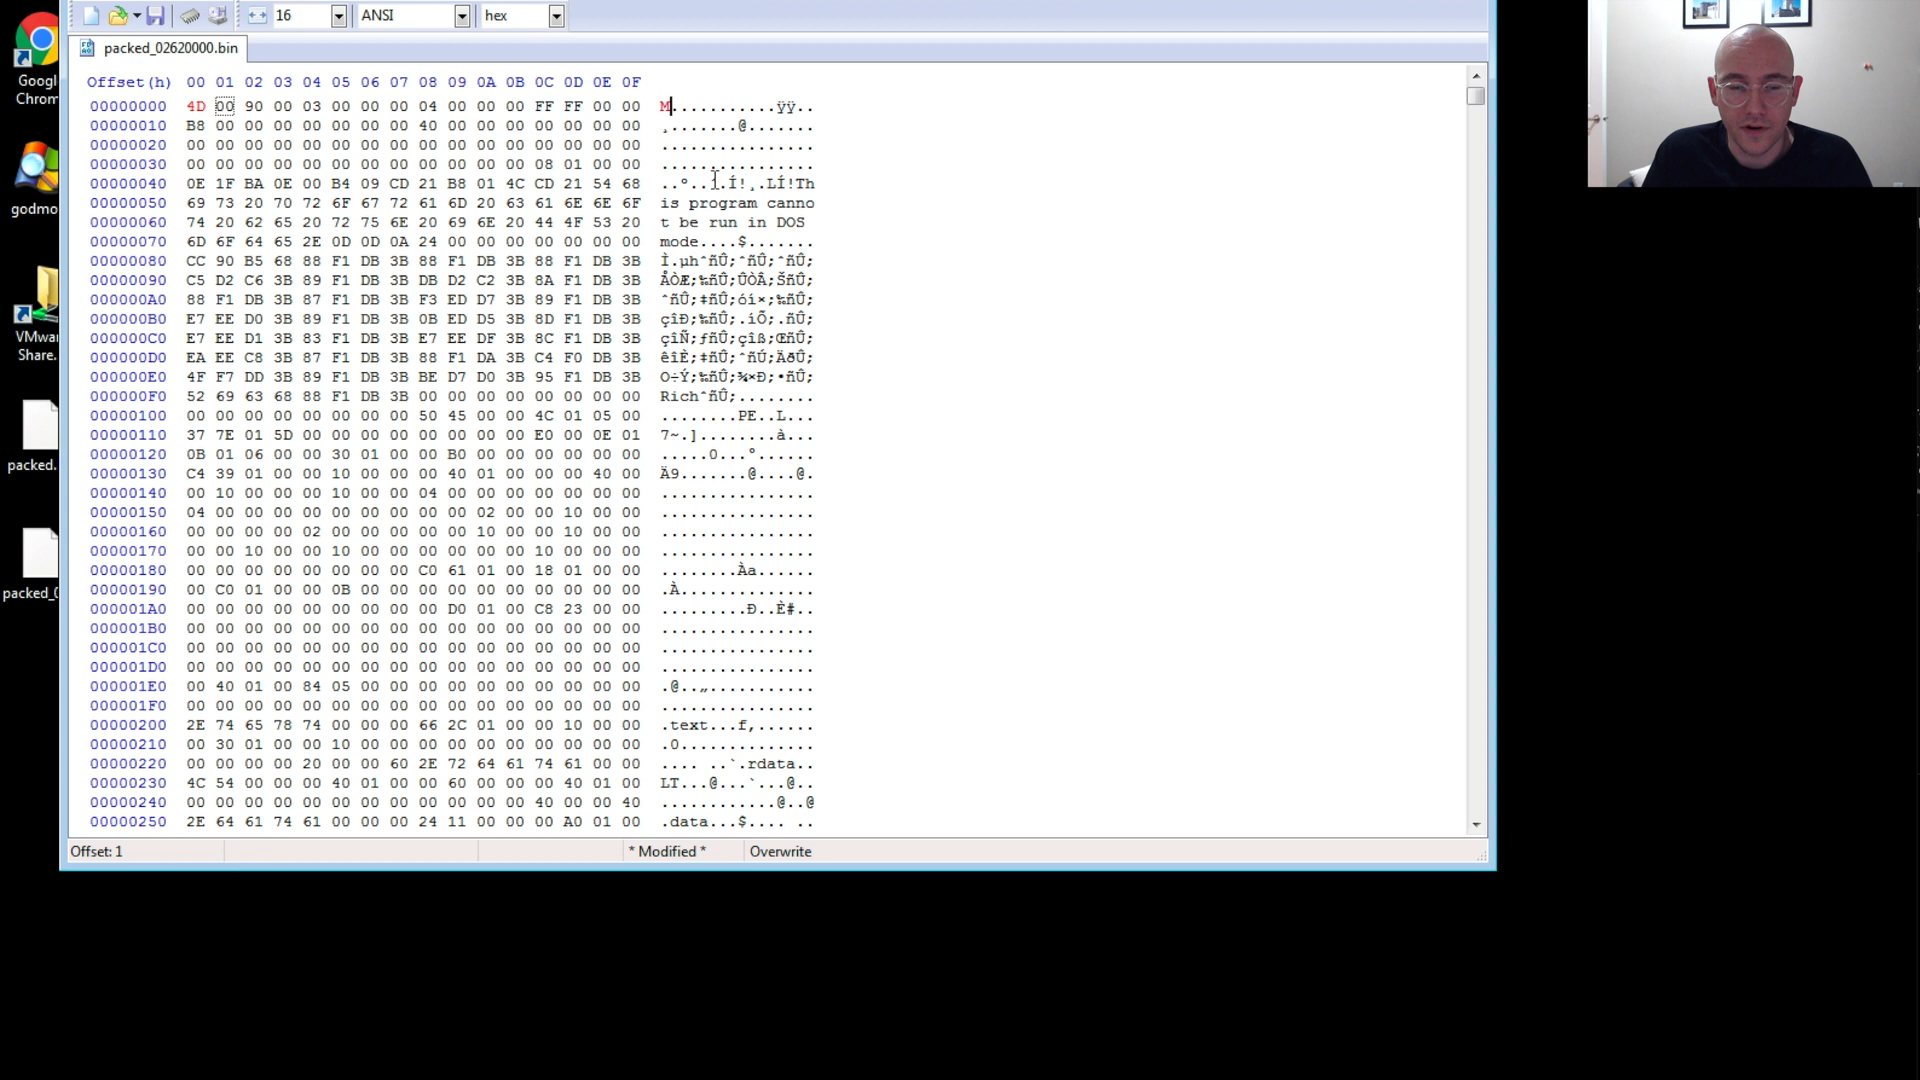 16 ANSI hex
packed_02620000.bin
Offset(h) 00 01 02 03 04 05 06 07 08 09 0A 0B 0C 0D 0E 0F
00000000 4D 00 90 00 03 00 00 00 04 00 00 00 FF FF 00 00 M...........ÿÿ..
00000010 B8 00 00 00 00 00 00 00 40 00 00 00 00 00 00 00 ¸.......@.......
00000020 00 00 00 00 00 00 00 00 00 00 00 00 00 00 00 00 ................
00000030 00 00 00 00 00 00 00 00 00 00 00 00 08 01 00 00 ................
00000040 0E 1F BA 0E 00 B4 09 CD 21 B8 01 4C CD 21 54 68 ..º..´.Í!¸.LÍ!Th
00000050 69 73 20 70 72 6F 67 72 61 6D 20 63 61 6E 6E 6F is program canno
00000060 74 20 62 65 20 72 75 6E 20 69 6E 20 44 4F 53 20 t be run in DOS
00000070 6D 6F 64 65 2E 0D 0D 0A 24 00 00 00 00 00 00 00 mode....$.......
00000080 CC 90 B5 68 88 F1 DB 3B 88 F1 DB 3B 88 F1 DB 3B Ì.µhˆñÛ;ˆñÛ;ˆñÛ;
00000090 C5 D2 C6 3B 89 F1 DB 3B DB D2 C2 3B 8A F1 DB 3B ÅÒÆ;‰ñÛ;ÛÒÂ;ŠñÛ;
000000A0 88 F1 DB 3B 87 F1 DB 3B F3 ED D7 3B 89 F1 DB 3B ˆñÛ;‡ñÛ;óí×;‰ñÛ;
000000B0 E7 EE D0 3B 89 F1 DB 3B 0B ED D5 3B 8D F1 DB 3B çîÐ;‰ñÛ;.íÕ;.ñÛ;
000000C0 E7 EE D1 3B 83 F1 DB 3B E7 EE DF 3B 8C F1 DB 3B çîÑ;ƒñÛ;çîß;ŒñÛ;
000000D0 EA EE C8 3B 87 F1 DB 3B 88 F1 DA 3B C4 F0 DB 3B êîÈ;‡ñÛ;ˆñÚ;ÄðÛ;
000000E0 4F F7 DD 3B 89 F1 DB 3B BE D7 D0 3B 95 F1 DB 3B O÷Ý;‰ñÛ;¾×Ð;•ñÛ;
000000F0 52 69 63 68 88 F1 DB 3B 00 00 00 00 00 00 00 00 RichˆñÛ;........
00000100 00 00 00 00 00 00 00 00 50 45 00 00 4C 01 05 00 ........PE..L...
00000110 37 7E 01 5D 00 00 00 00 00 00 00 00 E0 00 0E 01 7~.]........à...
00000120 0B 01 06 00 00 30 01 00 00 B0 00 00 00 00 00 00 .....0...°......
00000130 C4 39 01 00 00 10 00 00 00 40 01 00 00 00 40 00 Ä9.......@....@.
00000140 00 10 00 00 00 10 00 00 04 00 00 00 00 00 00 00 ................
00000150 04 00 00 00 00 00 00 00 00 00 02 00 00 10 00 00 ................
00000160 00 00 00 00 02 00 00 00 00 00 10 00 00 10 00 00 ................
00000170 00 00 10 00 00 10 00 00 00 00 00 00 10 00 00 00 ................
00000180 00 00 00 00 00 00 00 00 C0 61 01 00 18 01 00 00 ........Àa......
00000190 00 C0 01 00 00 0B 00 00 00 00 00 00 00 00 00 00 .À..............
000001A0 00 00 00 00 00 00 00 00 00 D0 01 00 C8 23 00 00 .........Ð..È#..
000001B0 00 00 00 00 00 00 00 00 00 00 00 00 00 00 00 00 ................
000001C0 00 00 00 00 00 00 00 00 00 00 00 00 00 00 00 00 ................
000001D0 00 00 00 00 00 00 00 00 00 00 00 00 00 00 00 00 ................
000001E0 00 40 01 00 84 05 00 00 00 00 00 00 00 00 00 00 .@..„...........
000001F0 00 00 00 00 00 00 00 00 00 00 00 00 00 00 00 00 ................
00000200 2E 74 65 78 74 00 00 00 66 2C 01 00 00 10 00 00 .text...f,......
00000210 00 30 01 00 00 10 00 00 00 00 00 00 00 00 00 00 .0..............
00000220 00 00 00 00 20 00 00 60 2E 72 64 61 74 61 00 00 .... ..`.rdata..
00000230 4C 54 00 00 00 40 01 00 00 60 00 00 00 40 01 00 LT...@...`...@..
00000240 00 00 00 00 00 00 00 00 00 00 00 00 40 00 00 40 ............@..@
00000250 2E 64 61 74 61 00 00 00 24 11 00 00 00 A0 01 00 .data...$.... ..
Offset: 1 * Modified * Overwrite
Googl
Chrom
godmo
VMwar
Share.
packed.
packed_0